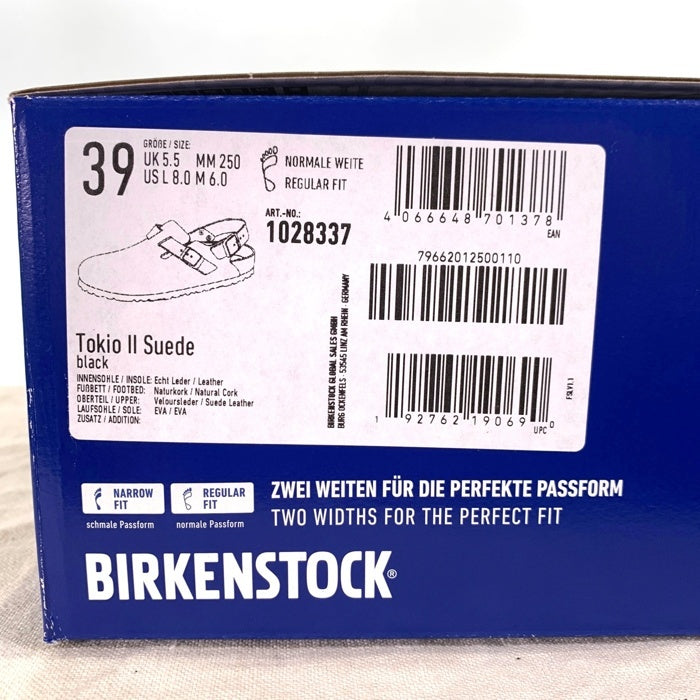 39
GRÖßE / SIZE:
UK 5.5 MM 250
US L 8.0 M 6.0
NORMALE WEITE
REGULAR FIT
ART.-NO.:
1028337
4 066648 701378
EAN
79662012500110
1 92762 19069 0
UPC
FSLV1.1
BIRKENSTOCK GLOBAL SALES GMBH
BURG OCKENFELS · 53545 LINZ AM RHEIN · GERMANY
Tokio II Suede
black
INNENSOHLE / INSOLE: Echt Leder / Leather
FUßBETT / FOOTBED: Naturkork / Natural Cork
OBERTEIL / UPPER: Veloursleder / Suede Leather
LAUFSOHLE / SOLE: EVA / EVA
ZUSATZ / ADDITION:
NARROW FIT
schmale Passform
REGULAR FIT
normale Passform
ZWEI WEITEN FÜR DIE PERFEKTE PASSFORM
TWO WIDTHS FOR THE PERFECT FIT
BIRKENSTOCK®